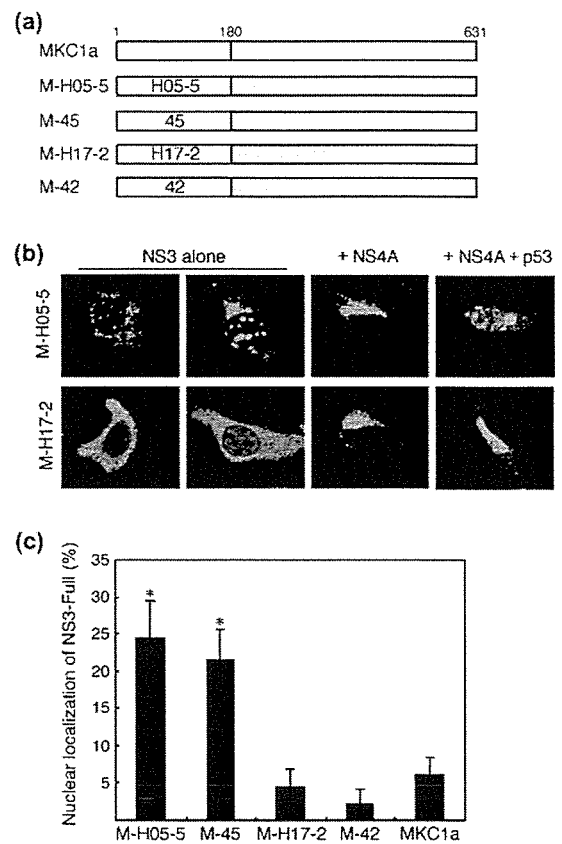 (a)
1 180 631
MKC1a
M-H05-5 H05-5
M-45 45
M-H17-2 H17-2
M-42 42
(b)
NS3 alone + NS4A + NS4A + p53
M-H05-5
M-H17-2
(c)
Nuclear localization of NS3-Full (%)
35
30
25
20
15
10
5
* *
M-H05-5 M-45 M-H17-2 M-42 MKC1a